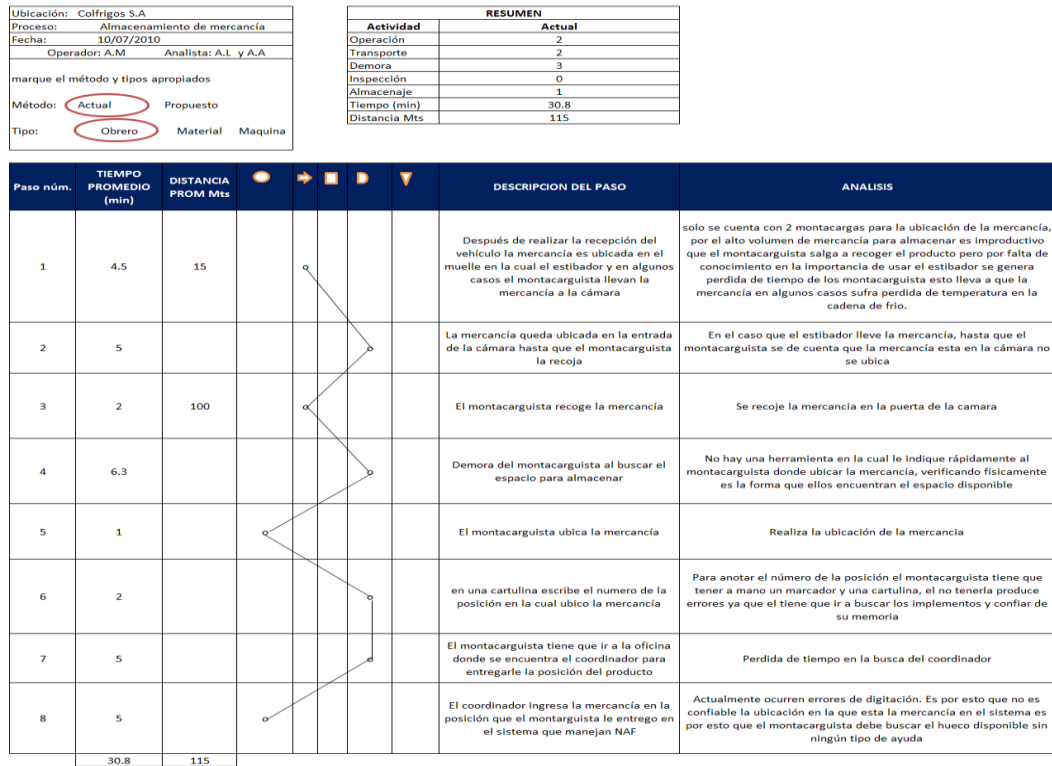 Ubicación: Colfrigos S.A
Proceso: Almacenamiento de mercancía
Fecha: 10/07/2010
Operador: A.M Analista: A.L y A.A
marque el método y tipos apropiados
Método: Actual Propuesto
Tipo: Obrero Material Maquina
RESUMEN
Actividad Actual
Operación 2
Transporte 2
Demora 3
Inspección 0
Almacenaje 1
Tiempo (min) 30.8
Distancia Mts 115
Paso núm. TIEMPO PROMEDIO (min) DISTANCIA PROM Mts DESCRIPCION DEL PASO ANALISIS
1 4.5 15
Después de realizar la recepción del
vehículo la mercancía es ubicada en el
muelle en la cual el estibador y en algunos
casos el montacarguista llevan la
mercancía a la cámara
solo se cuenta con 2 montacargas para la ubicación de la mercancía,
por el alto volumen de mercancía para almacenar es improductivo
que el montacarguista salga a recoger el producto pero por falta de
conocimiento en la importancia de usar el estibador se genera
perdida de tiempo de los montacarguista esto lleva a que la
mercancía en algunos casos sufra perdida de temperatura en la
cadena de frio.
2 5
La mercancía queda ubicada en la entrada
de la cámara hasta que el montacarguista
la recoja
En el caso que el estibador lleve la mercancía, hasta que el
montacarguista se de cuenta que la mercancía esta en la cámara no
se ubica
3 2 100
El montacarguista recoge la mercancía
Se recoje la mercancia en la puerta de la camara
4 6.3
Demora del montacarguista al buscar el
espacio para almacenar
No hay una herramienta en la cual le indique rápidamente al
montacarguista donde ubicar la mercancía, verificando físicamente
es la forma que ellos encuentran el espacio disponible
5 1
El montacarguista ubica la mercancía
Realiza la ubicación de la mercancia
6 2
en una cartulina escribe el numero de la
posición en la cual ubico la mercancía
Para anotar el número de la posición el montacarguista tiene que
tener a mano un marcador y una cartulina, el no tenerla produce
errores ya que el tiene que ir a buscar los implementos y confiar de
su memoria
7 5
El montacarguista tiene que ir a la oficina
donde se encuentra el coordinador para
entregarle la posición del producto
Perdida de tiempo en la busca del coordinador
8 5
El coordinador ingresa la mercancía en la
posición que el montarguista le entrego en
el sistema que manejan NAF
Actualmente ocurren errores de digitación. Es por esto que no es
confiable la ubicación en la que esta la mercancía en el sistema es
por esto que el montacarguista debe buscar el hueco disponible sin
ningún tipo de ayuda
30.8 115